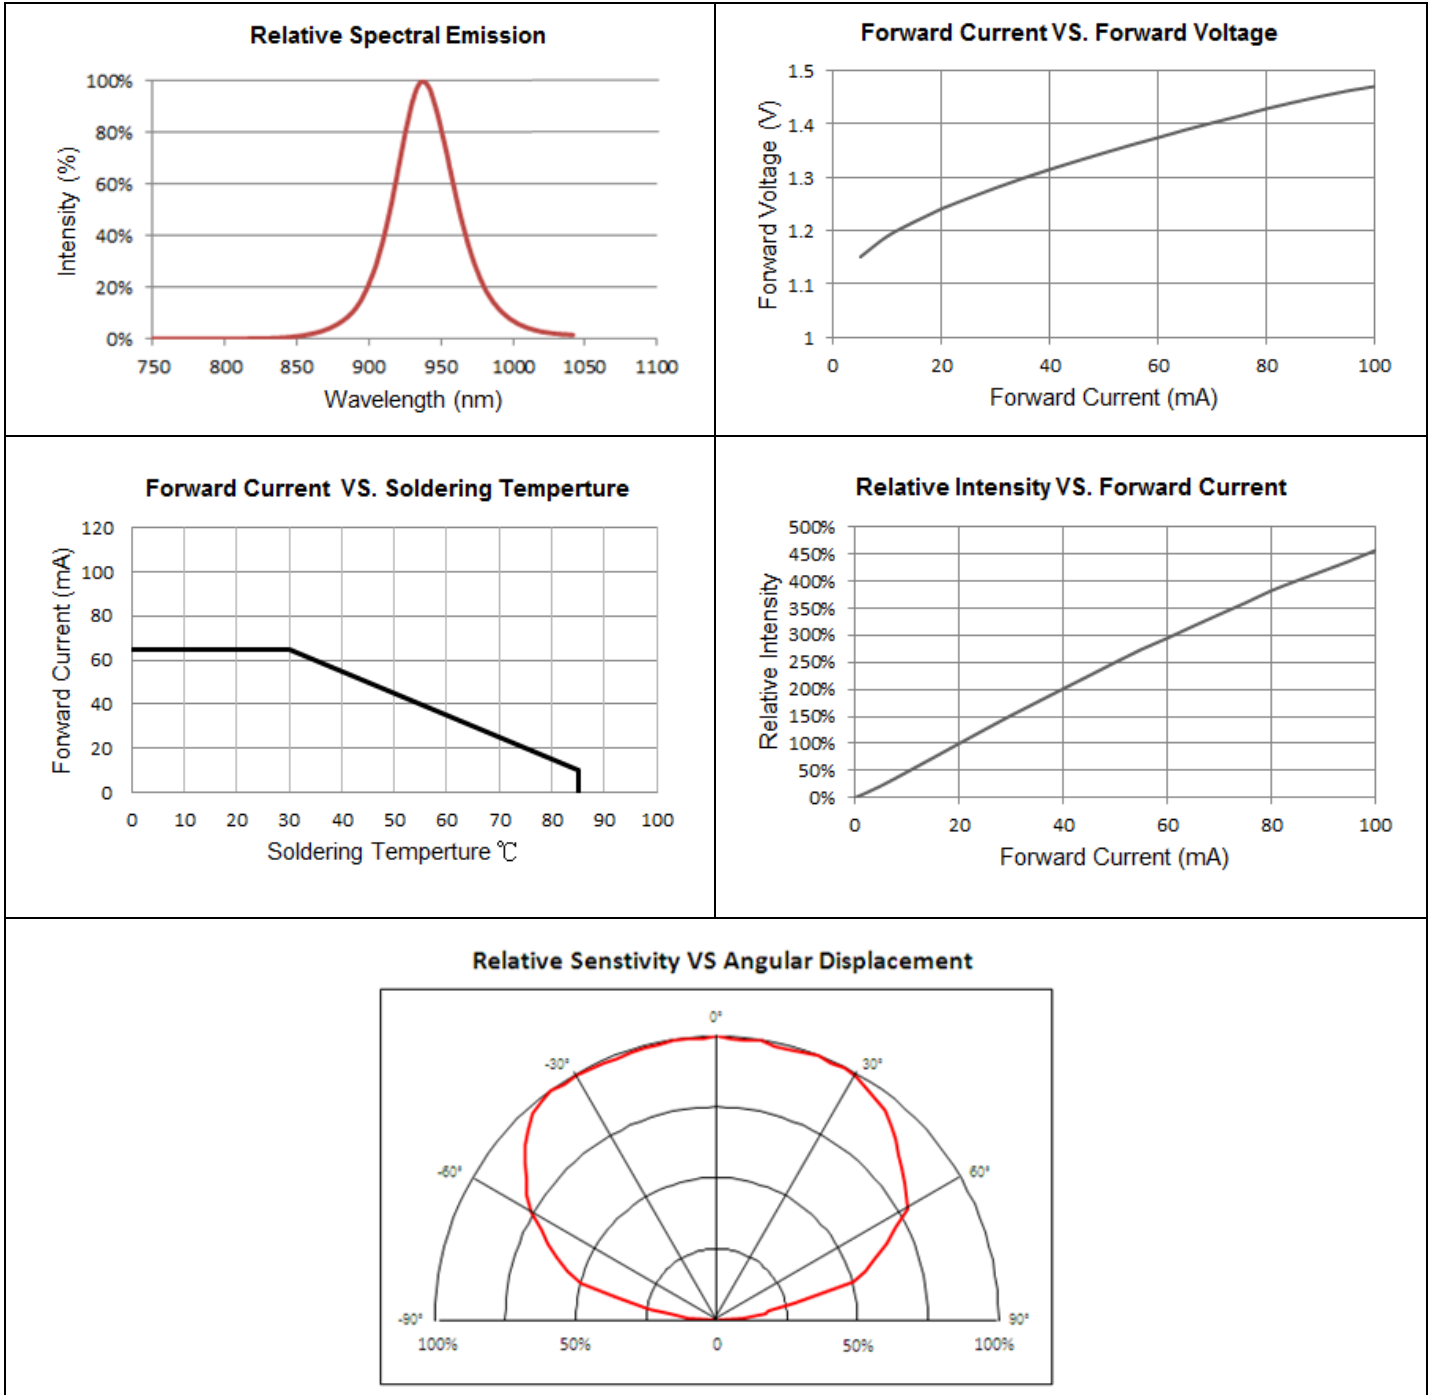 Relative Spectral Emission
100%
80%
60%
40%
20%
0%
Intensity (%)
750 800 850 900 950 1000 1050 1100
Wavelength (nm)
Forward Current VS. Forward Voltage
1.5
1.4
1.3
1.2
1.1
1
Forward Voltage (V)
0 20 40 60 80 100
Forward Current (mA)
Forward Current VS. Soldering Temperture
120
100
80
60
40
20
0
Forward Current (mA)
0 10 20 30 40 50 60 70 80 90 100
Soldering Temperture ℃
Relative Intensity VS. Forward Current
500%
450%
400%
350%
300%
250%
200%
150%
100%
50%
0%
Relative Intensity
0 20 40 60 80 100
Forward Current (mA)
Relative Senstivity VS Angular Displacement
0°
-30° 30°
-60° 60°
-90° 90°
100% 50% 0 50% 100%